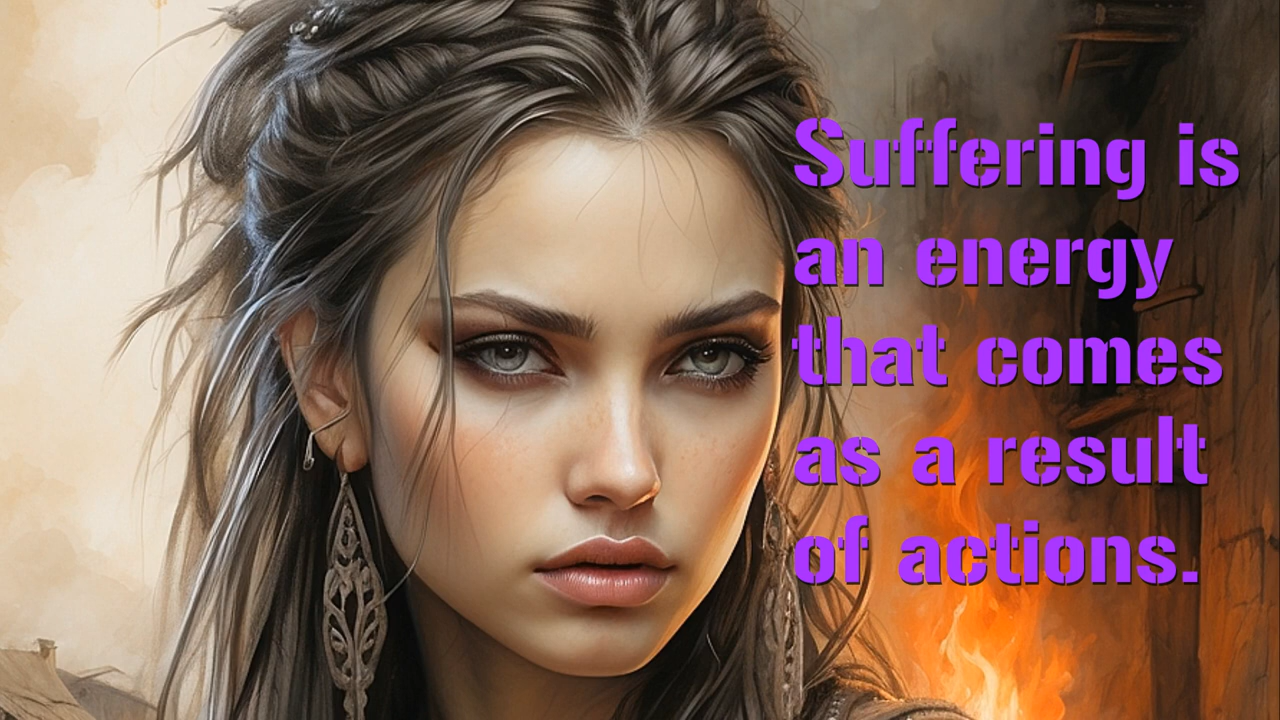 Suffering is
an energy
that comes
as a result
of actions.